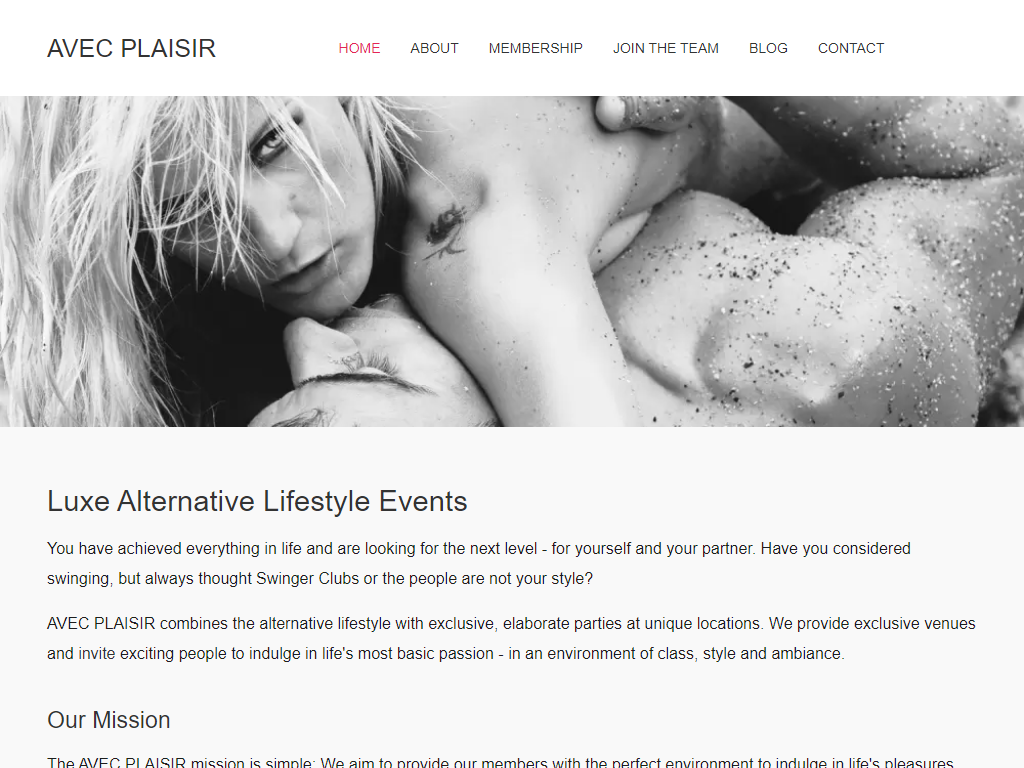 AVEC PLAISIR
HOME ABOUT MEMBERSHIP JOIN THE TEAM BLOG CONTACT
Luxe Alternative Lifestyle Events
You have achieved everything in life and are looking for the next level - for yourself and your partner. Have you considered
swinging, but always thought Swinger Clubs or the people are not your style?
AVEC PLAISIR combines the alternative lifestyle with exclusive, elaborate parties at unique locations. We provide exclusive venues
and invite exciting people to indulge in life's most basic passion - in an environment of class, style and ambiance.
Our Mission
The AVEC PLAISIR mission is simple: We aim to provide our members with the perfect environment to indulge in life's pleasures.